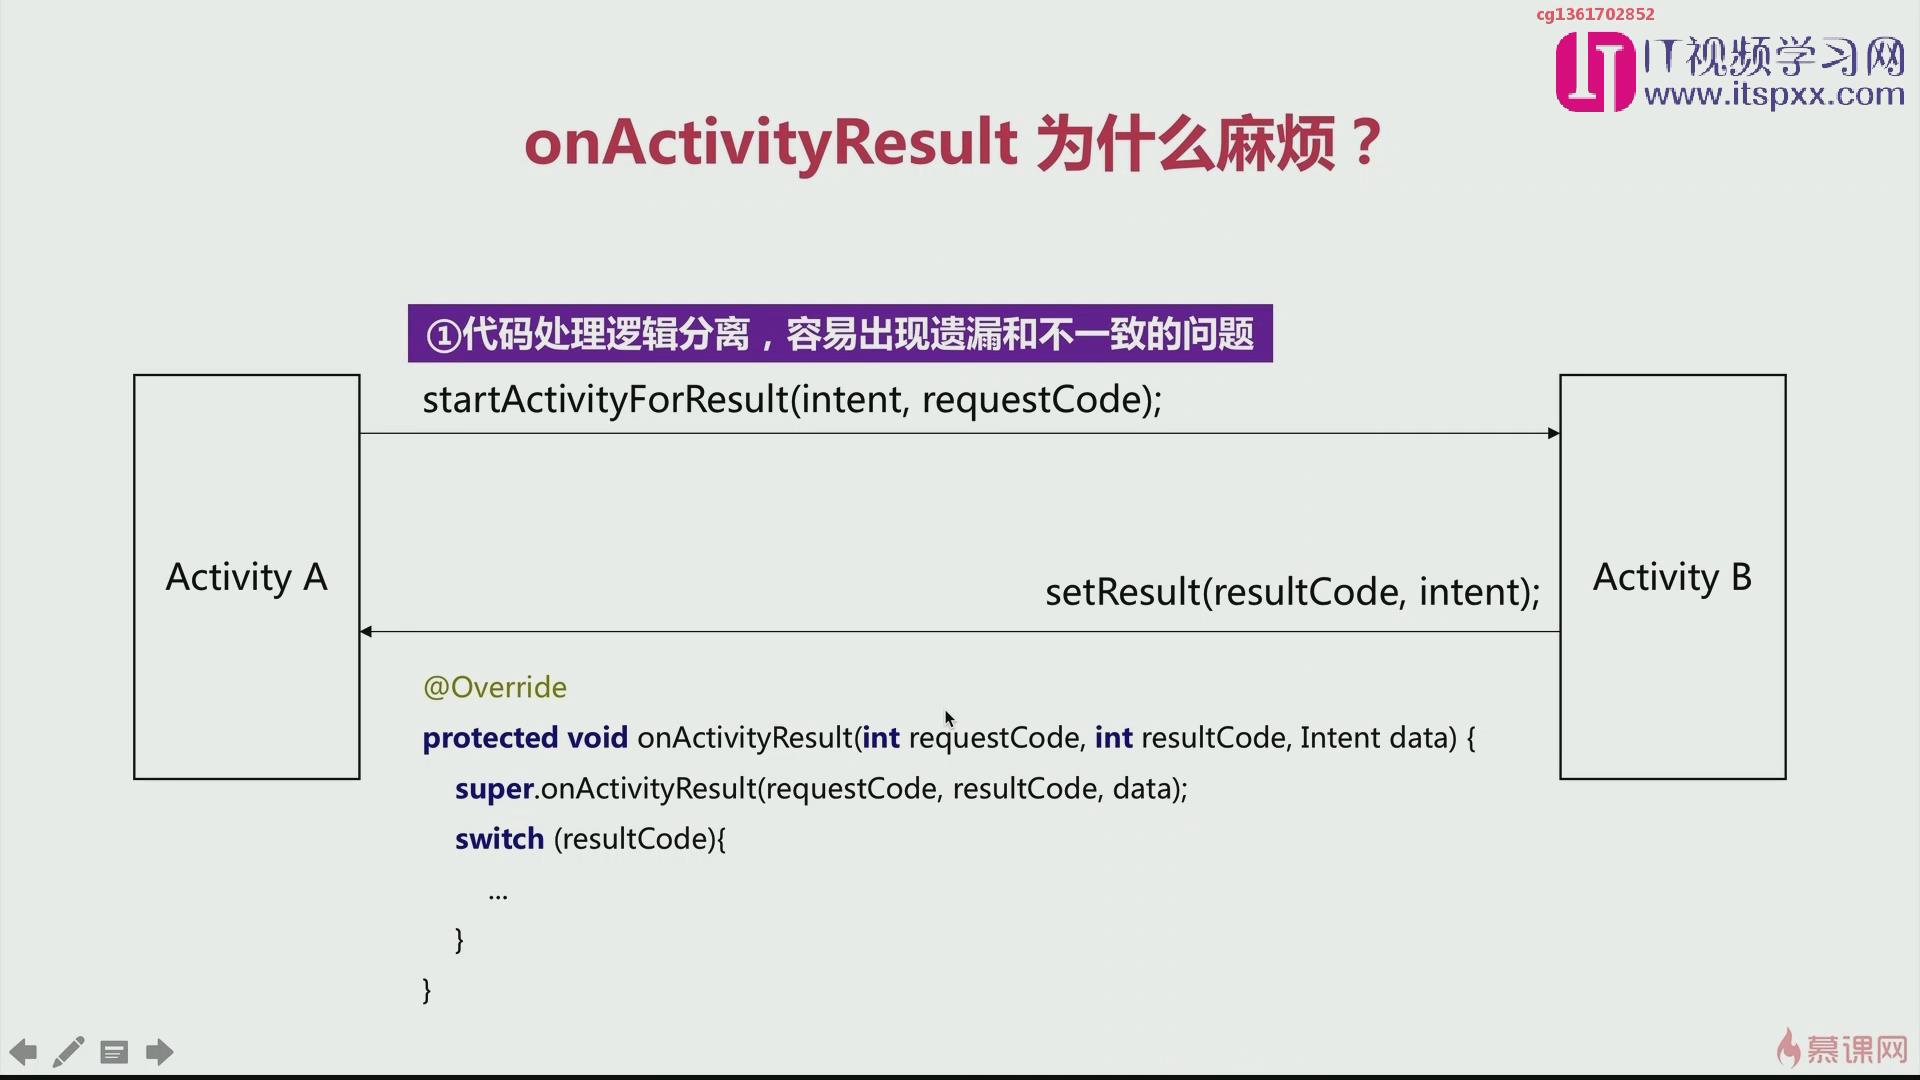 cg1361702852
IT视频学习网
www.itspxx.com
onActivityResult 为什么麻烦？
①代码处理逻辑分离，容易出现遗漏和不一致的问题
startActivityForResult(intent, requestCode);
Activity A
Activity B
setResult(resultCode, intent);
@Override
protected void onActivityResult(int requestCode, int resultCode, Intent data) {
super.onActivityResult(requestCode, resultCode, data);
switch (resultCode){
...
}
}
慕课网